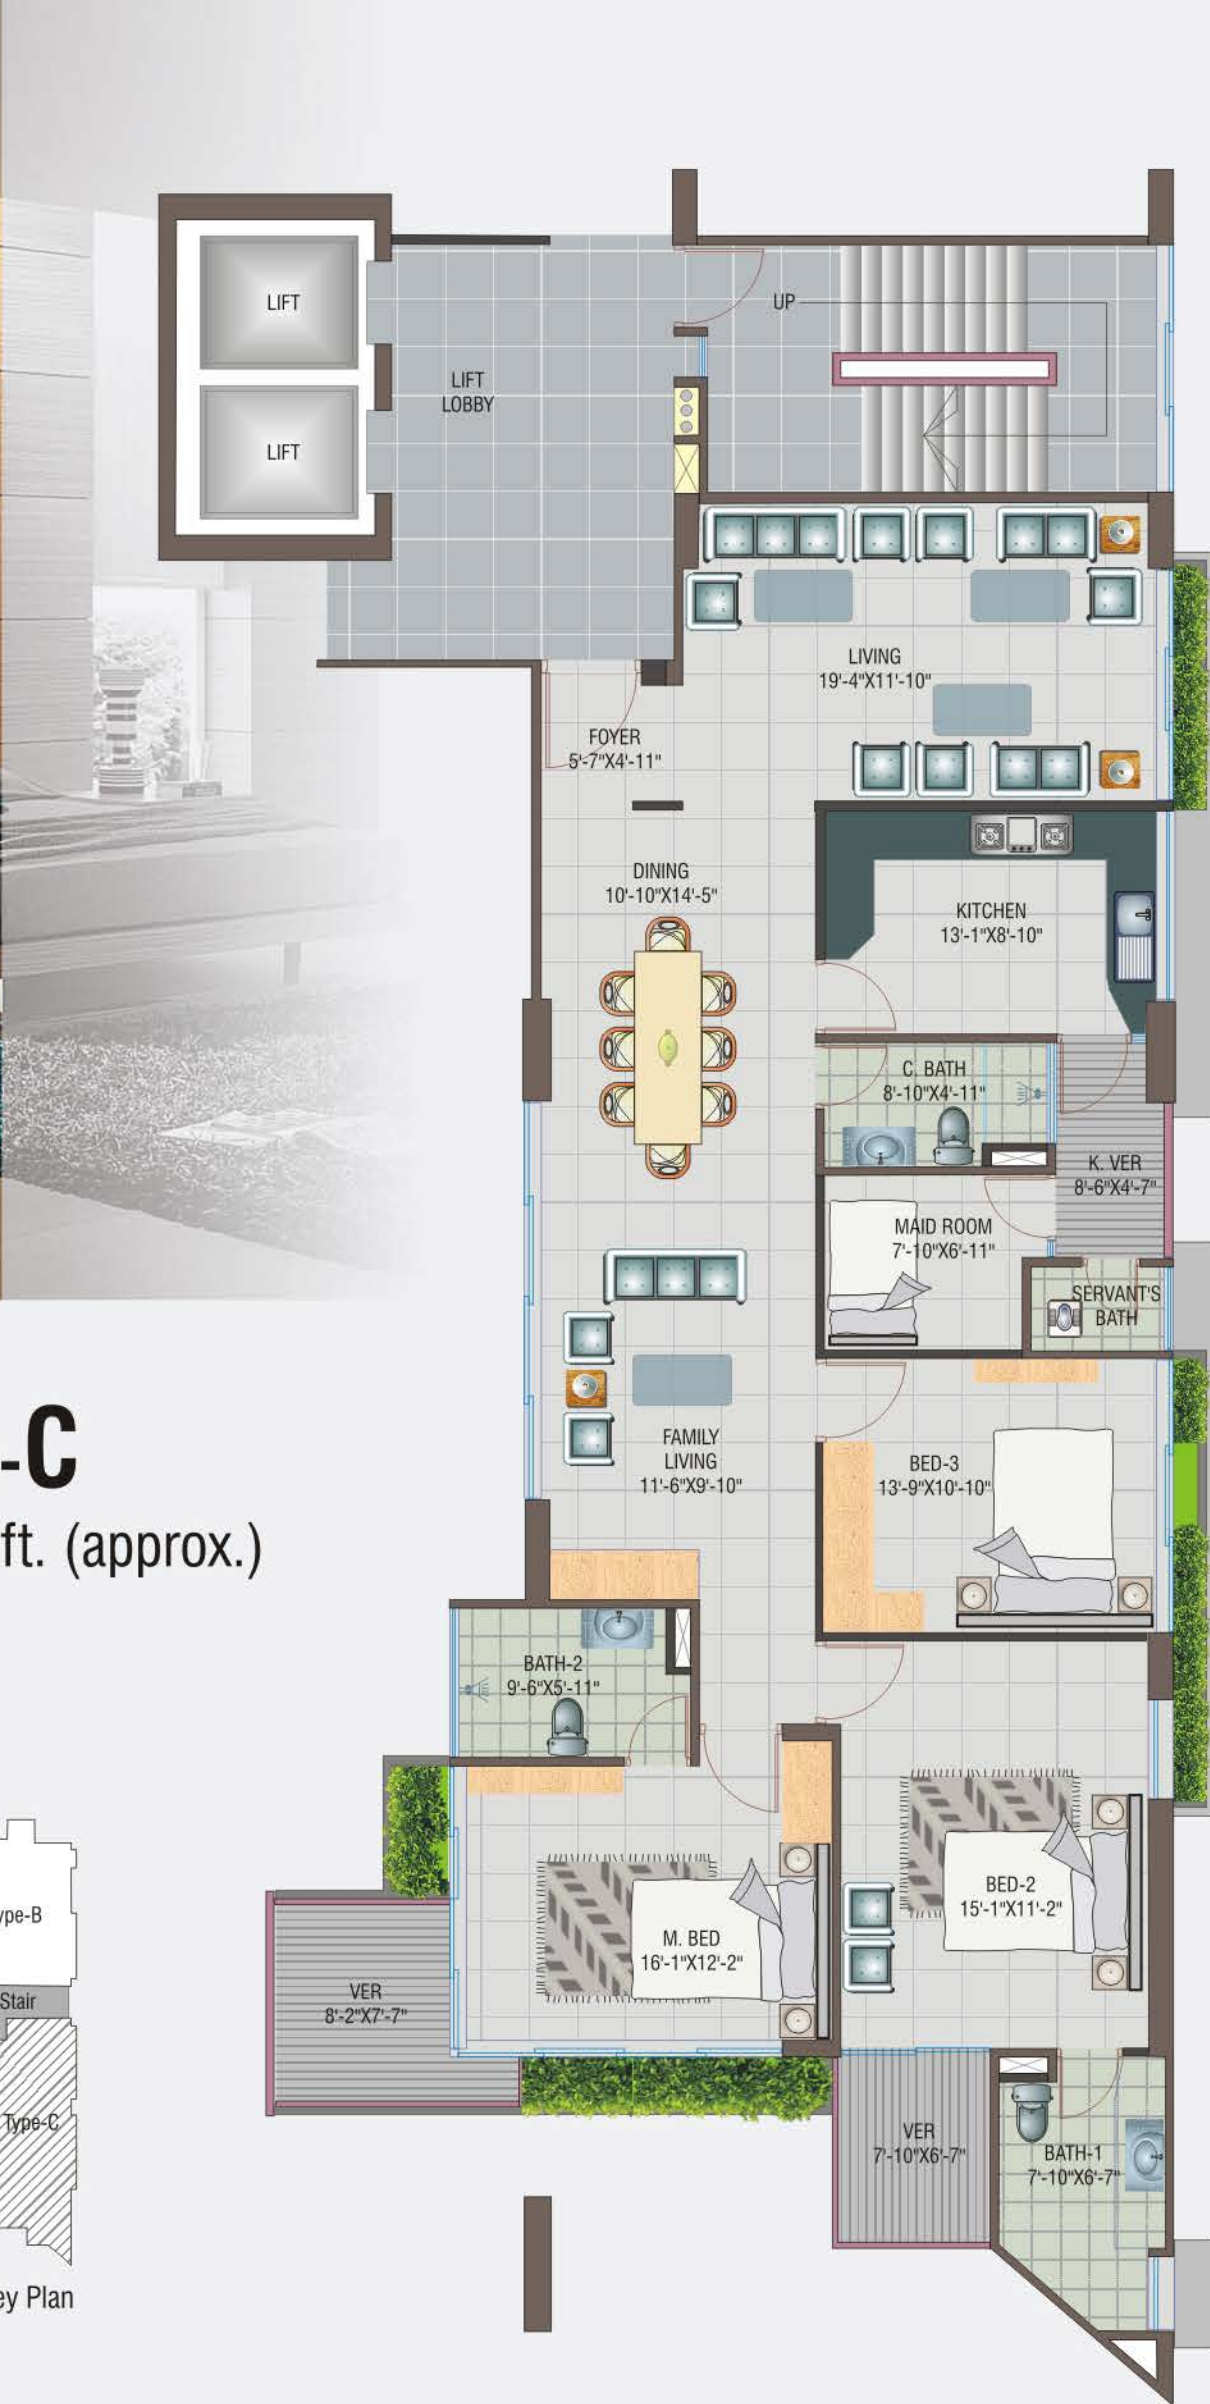 LIFT
LIFT
LIFT
LOBBY
UP
LIVING
19'-4"X11'-10"
FOYER
5'-7"X4'-11"
DINING
10'-10"X14'-5"
KITCHEN
13'-1"X8'-10"
C. BATH
8'-10"X4'-11"
K. VER
8'-6"X4'-7"
MAID ROOM
7'-10"X6'-11"
SERVANT'S
BATH
FAMILY
LIVING
11'-6"X9'-10"
BED-3
13'-9"X10'-10"
-C
ft. (approx.)
BATH-2
9'-6"X5'-11"
BED-2
15'-1"X11'-2"
M. BED
16'-1"X12'-2"
VER
8'-2"X7'-7"
VER
7'-10"X6'-7"
BATH-1
7'-10"X6'-7"
ype-B
Stair
Type-C
ey Plan